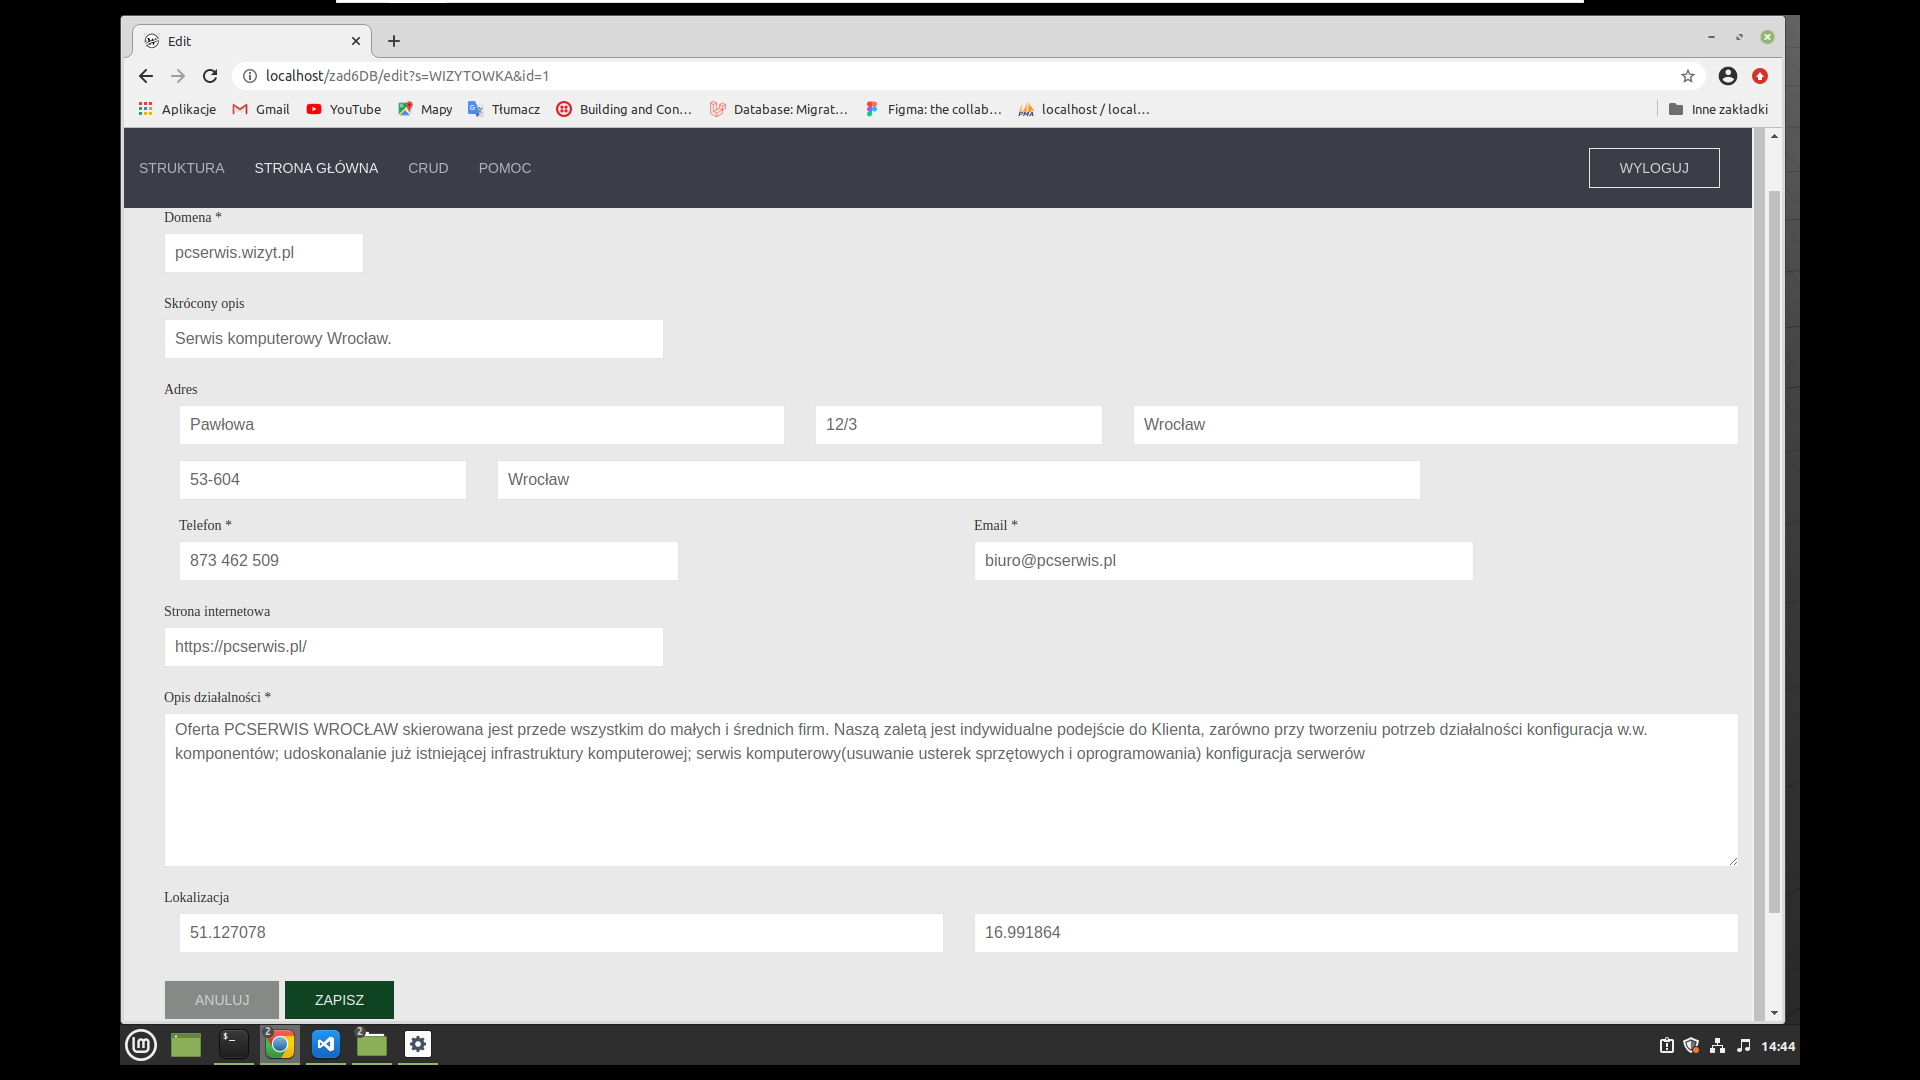 Edit
localhost/zad6DB/edit?s=WIZYTOWKA&id=1
Aplikacje Gmail YouTube Mapy Tłumacz Building and Con... Database: Migrat... Figma: the collab... localhost / local... Inne zakładki
STRUKTURA STRONA GŁÓWNA CRUD POMOC WYLOGUJ
Domena *
pcserwis.wizyt.pl
Skrócony opis
Serwis komputerowy Wrocław.
Adres
Pawłowa 12/3 Wrocław
53-604 Wrocław
Telefon * Email *
873 462 509 biuro@pcserwis.pl
Strona internetowa
https://pcserwis.pl/
Opis działalności *
Oferta PCSERWIS WROCŁAW skierowana jest przede wszystkim do małych i średnich firm. Naszą zaletą jest indywidualne podejście do Klienta, zarówno przy tworzeniu potrzeb działalności konfiguracja w.w.
komponentów; udoskonalanie już istniejącej infrastruktury komputerowej; serwis komputerowy(usuwanie usterek sprzętowych i oprogramowania) konfiguracja serwerów
Lokalizacja
51.127078 16.991864
ANULUJ ZAPISZ
2 2 14:44